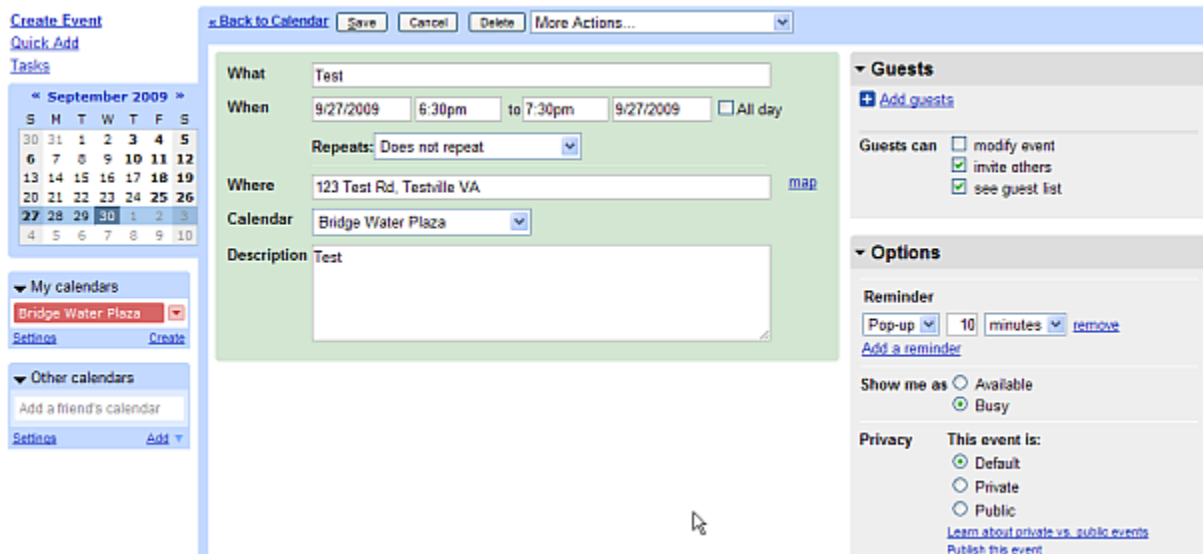 Create Event
Quick Add
Tasks
« September 2009 »
S M T W T F S
30 31 1 2 3 4 5
6 7 8 9 10 11 12
13 14 15 16 17 18 19
20 21 22 23 24 25 26
27 28 29 30 1 2 3
4 5 6 7 8 9 10
My calendars
Bridge Water Plaza
Settings Create
Other calendars
Add a friend's calendar
Settings Add
« Back to Calendar Save Cancel Delete More Actions...
What Test
When 9/27/2009 6:30pm to 7:30pm 9/27/2009 All day
Repeats: Does not repeat
Where 123 Test Rd, Testville VA map
Calendar Bridge Water Plaza
Description Test
Guests
Add guests
Guests can modify event
invite others
see guest list
Options
Reminder
Pop-up 10 minutes remove
Add a reminder
Show me as Available
Busy
Privacy This event is:
Default
Private
Public
Learn about private vs. public events
Publish this event